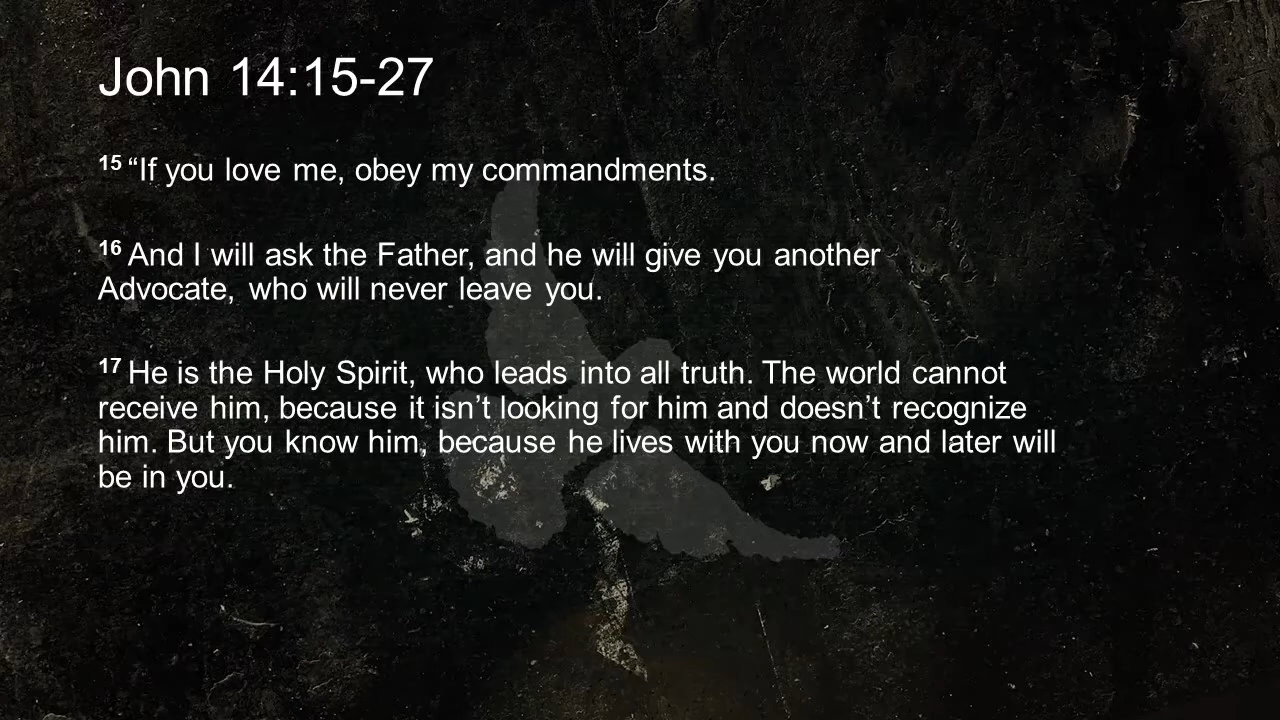 John 14:15-27
15 “If you love me, obey my commandments.
16 And I will ask the Father, and he will give you another
Advocate, who will never leave you.
17 He is the Holy Spirit, who leads into all truth. The world cannot
receive him, because it isn’t looking for him and doesn’t recognize
him. But you know him, because he lives with you now and later will
be in you.